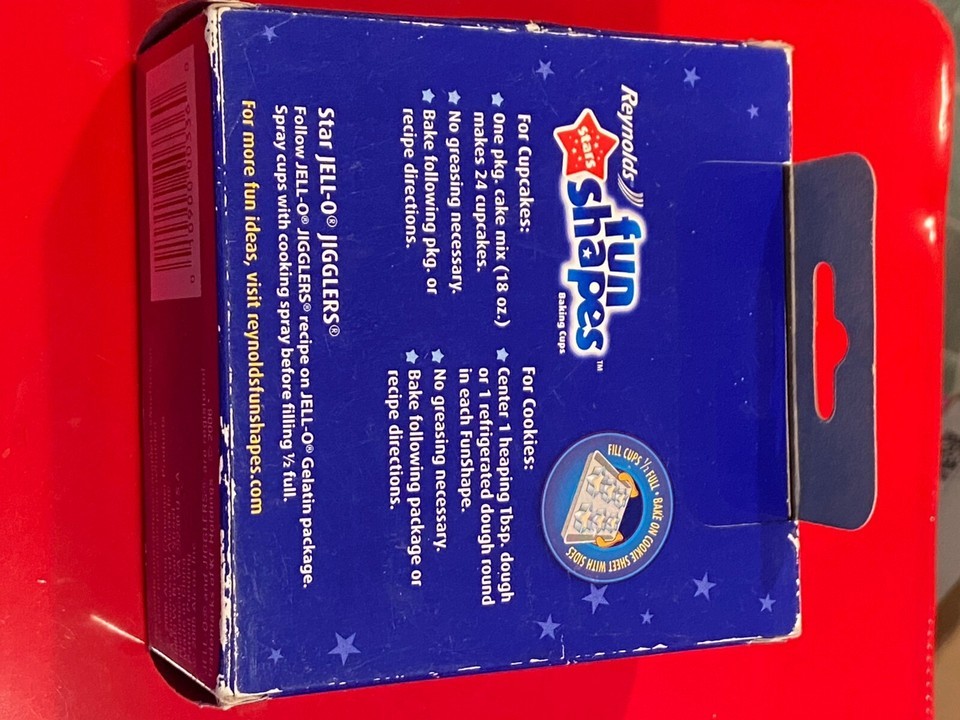 Reynolds
fun
stars
shapes™
Baking Cups
FILL CUPS ½ FULL • BAKE ON COOKIE SHEET WITH SIDES
For Cupcakes:
One pkg. cake mix (18 oz.)
makes 24 cupcakes.
No greasing necessary.
Bake following pkg. or
recipe directions.
For Cookies:
Center 1 heaping Tbsp. dough
or 1 refrigerated dough round
in each FunShape.
No greasing necessary.
Bake following package or
recipe directions.
Star JELL-O® JIGGLERS®
Follow JELL-O® JIGGLERS® recipe on JELL-O® Gelatin package.
Spray cups with cooking spray before filling ½ full.
For more fun ideas, visit reynoldsfunshapes.com